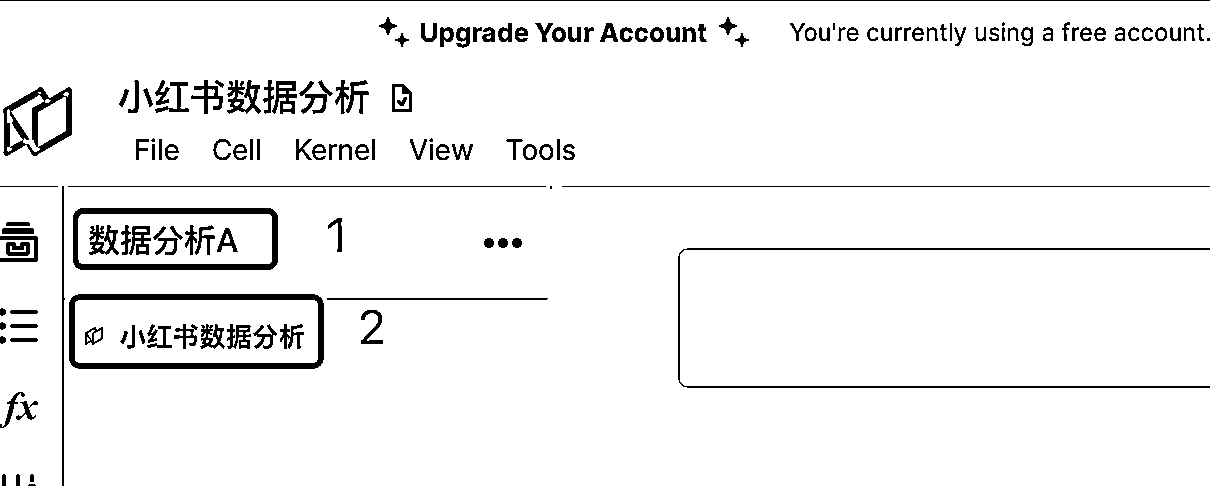 Upgrade Your Account You're currently using a free account.
小红书数据分析
File Cell Kernel View Tools
数据分析A 1
小红书数据分析 2
fx